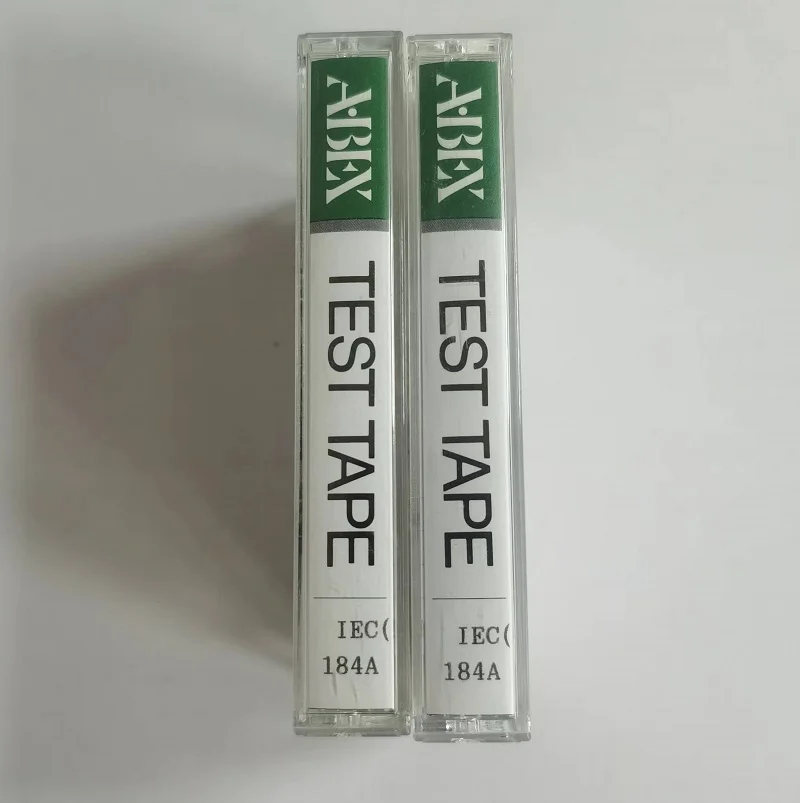 ABEX
TEST TAPE
IEC(
184A
ABEX
TEST TAPE
IEC(
184A